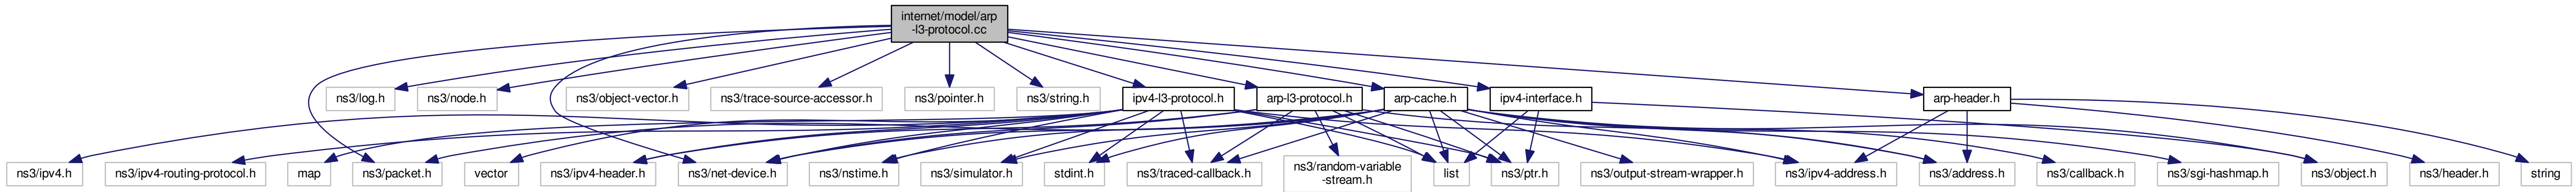 internet/model/arp
-l3-protocol.cc
ns3/log.h
ns3/node.h
ns3/object-vector.h
ns3/trace-source-accessor.h
ns3/pointer.h
ns3/string.h
ipv4-l3-protocol.h
arp-l3-protocol.h
arp-cache.h
ipv4-interface.h
arp-header.h
ns3/ipv4.h
ns3/ipv4-routing-protocol.h
map
ns3/packet.h
vector
ns3/ipv4-header.h
ns3/net-device.h
ns3/nstime.h
ns3/simulator.h
stdint.h
ns3/traced-callback.h
ns3/random-variable
-stream.h
list
ns3/ptr.h
ns3/output-stream-wrapper.h
ns3/ipv4-address.h
ns3/address.h
ns3/callback.h
ns3/sgi-hashmap.h
ns3/object.h
ns3/header.h
string